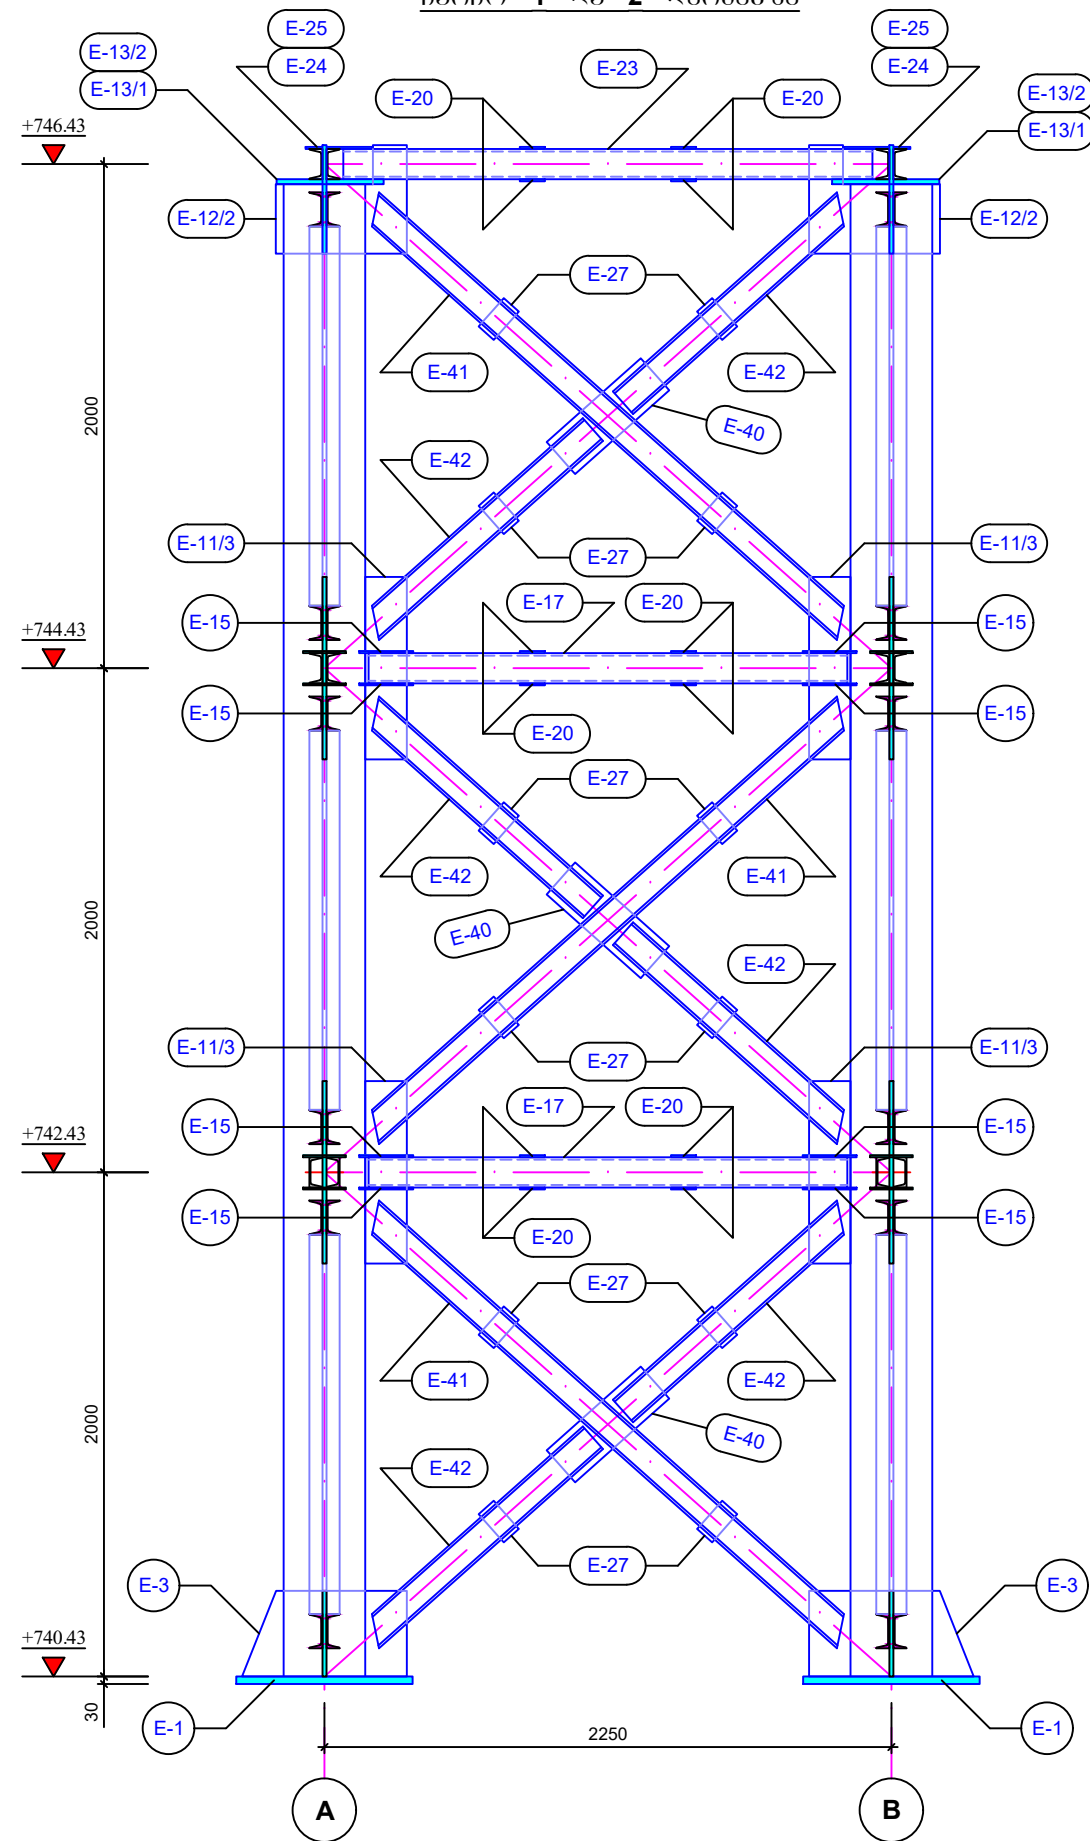 E-25 E-25
E-13/2 E-24 E-23 E-24
E-13/1 E-20 E-20 E-13/2
+746.43 E-13/1
E-12/2 E-12/2
E-27
E-41 E-42
2000
E-40
E-42
E-11/3 E-27 E-11/3
E-15 E-17 E-20 E-15
+744.43
E-15 E-20 E-15
E-27
E-42 E-41
2000
E-40
E-42
E-11/3 E-27 E-11/3
E-15 E-17 E-20 E-15
+742.43
E-15 E-20 E-15
E-27
E-41 E-42
2000
E-40
E-42
E-27
E-3 E-3
+740.43
30
E-1 2250 E-1
A B